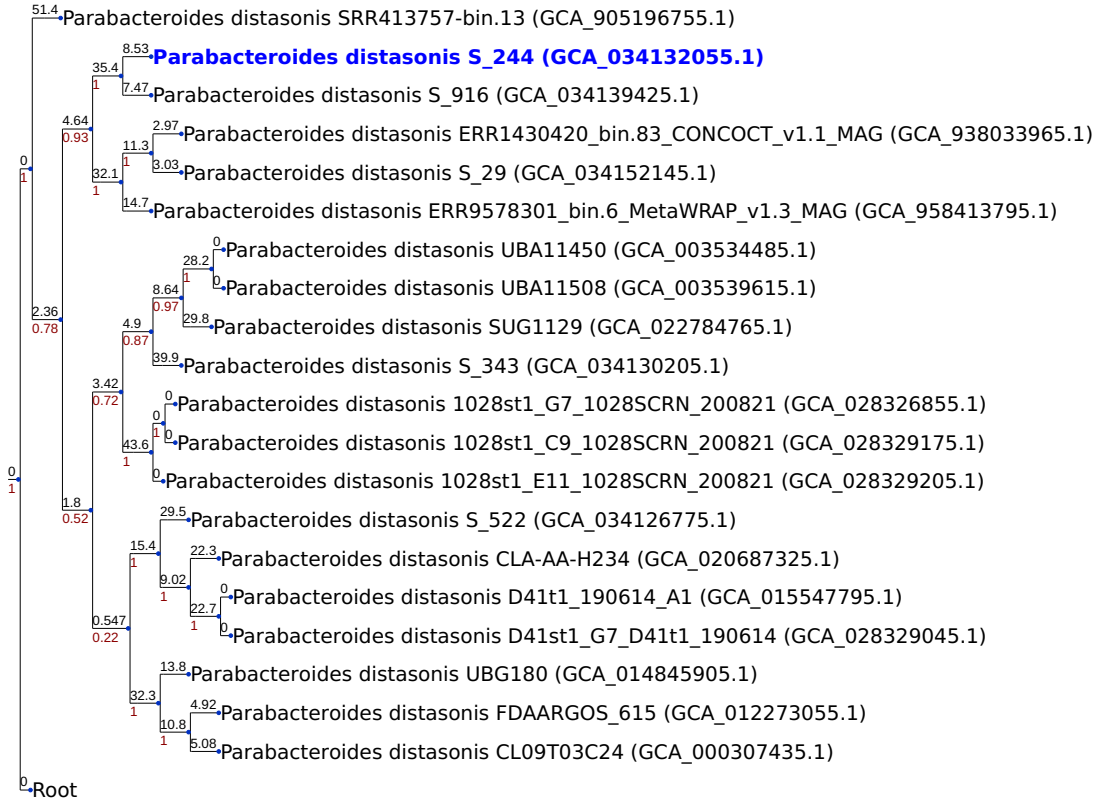 51.4 Parabacteroides distasonis SRR413757-bin.13 (GCA_905196755.1)
8.53 Parabacteroides distasonis S_244 (GCA_034132055.1)
35.4
1
7.47 Parabacteroides distasonis S_916 (GCA_034139425.1)
4.64
0.93
2.97 Parabacteroides distasonis ERR1430420_bin.83_CONCOCT_v1.1_MAG (GCA_938033965.1)
11.3
1
0
1
3.03 Parabacteroides distasonis S_29 (GCA_034152145.1)
32.1
1
14.7 Parabacteroides distasonis ERR9578301_bin.6_MetaWRAP_v1.3_MAG (GCA_958413795.1)
0 Parabacteroides distasonis UBA11450 (GCA_003534485.1)
28.2
1
0 Parabacteroides distasonis UBA11508 (GCA_003539615.1)
8.64
0.97
2.36
0.78
29.8 Parabacteroides distasonis SUG1129 (GCA_022784765.1)
4.9
0.87
39.9 Parabacteroides distasonis S_343 (GCA_034130205.1)
3.42
0.72
0 Parabacteroides distasonis 1028st1_G7_1028SCRN_200821 (GCA_028326855.1)
0
1
0 Parabacteroides distasonis 1028st1_C9_1028SCRN_200821 (GCA_028329175.1)
43.6
1
0
1
0 Parabacteroides distasonis 1028st1_E11_1028SCRN_200821 (GCA_028329205.1)
1.8
0.52
29.5 Parabacteroides distasonis S_522 (GCA_034126775.1)
15.4
1
22.3 Parabacteroides distasonis CLA-AA-H234 (GCA_020687325.1)
9.02
1
0 Parabacteroides distasonis D41t1_190614_A1 (GCA_015547795.1)
22.7
1
0.547
0.22
0 Parabacteroides distasonis D41st1_G7_D41t1_190614 (GCA_028329045.1)
13.8 Parabacteroides distasonis UBG180 (GCA_014845905.1)
32.3
1
4.92 Parabacteroides distasonis FDAARGOS_615 (GCA_012273055.1)
10.8
1
5.08 Parabacteroides distasonis CL09T03C24 (GCA_000307435.1)
0 Root